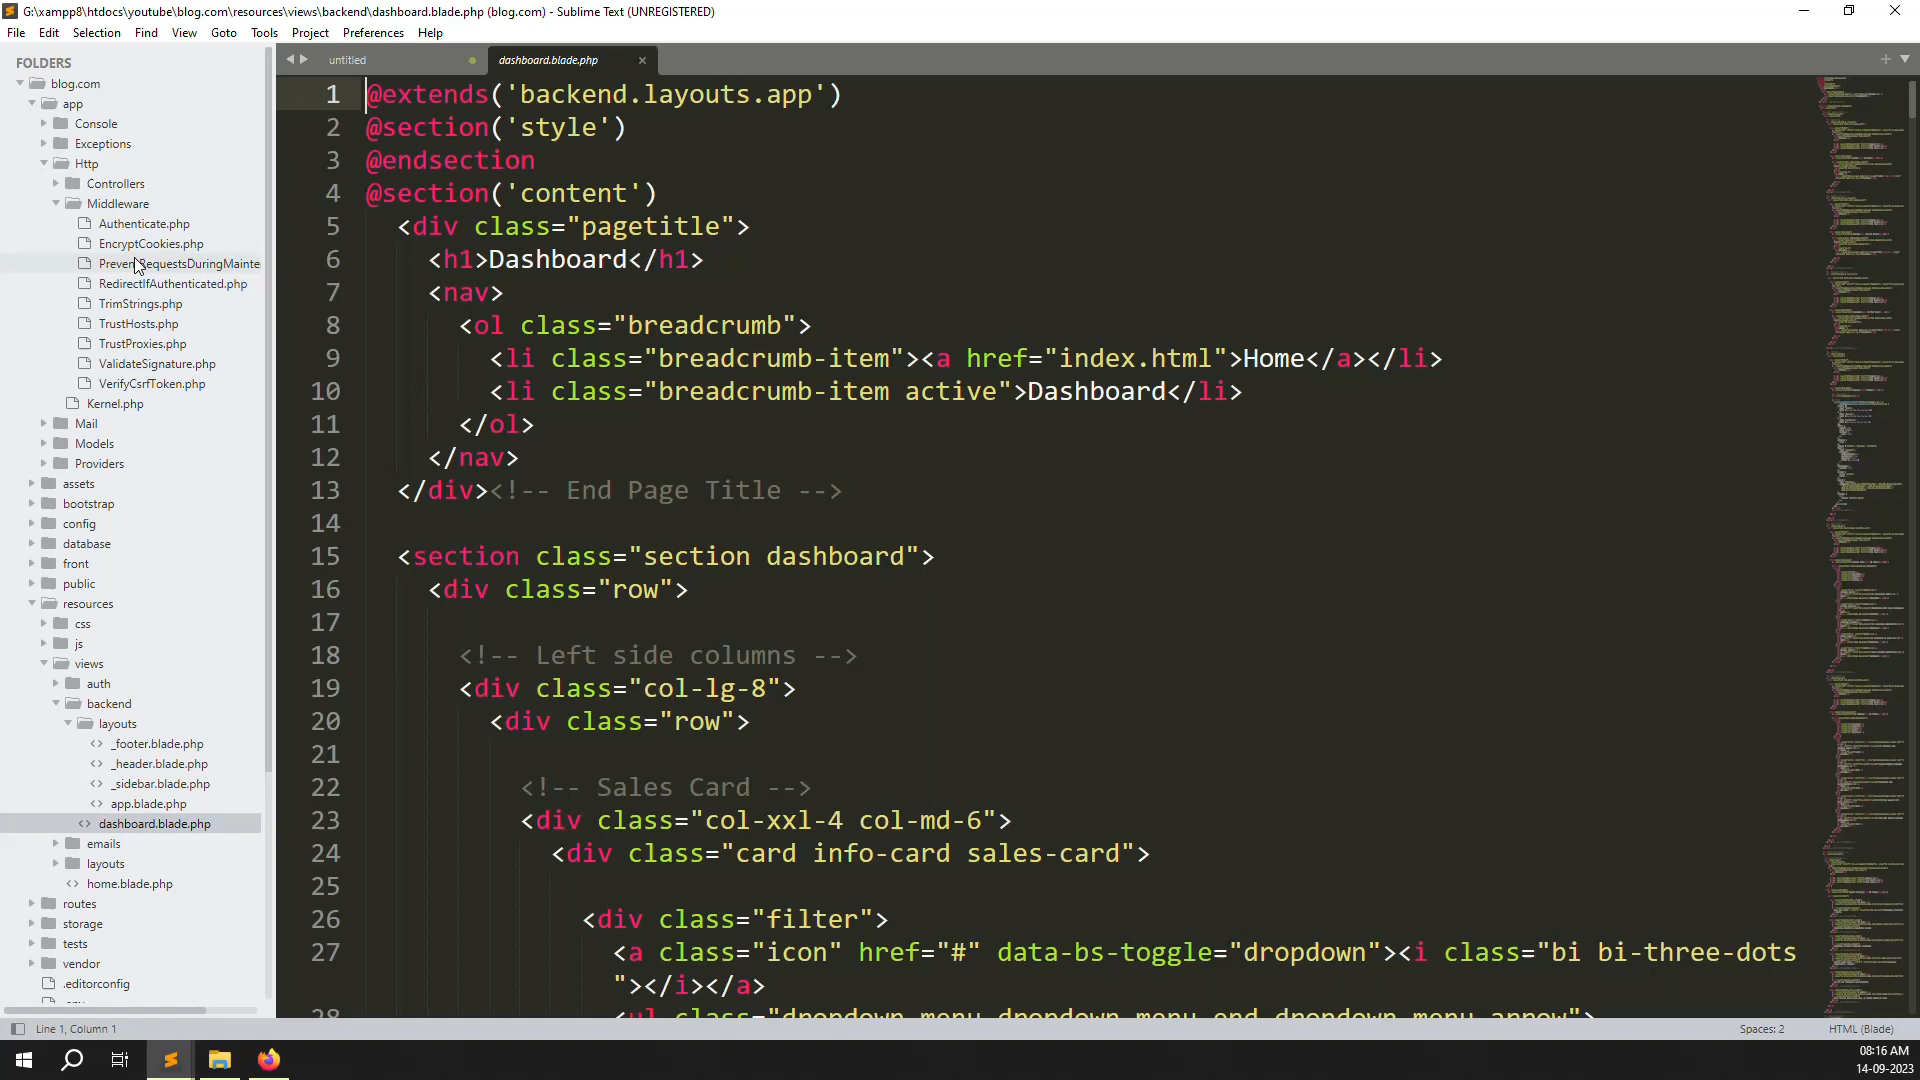 G:\xampp8\htdocs\youtube\blog.com\resources\views\backend\dashboard.blade.php (blog.com) - Sublime Text (UNREGISTERED)
File Edit Selection Find View Goto Tools Project Preferences Help
FOLDERS
blog.com
app
Console
Exceptions
Http
Controllers
Middleware
Authenticate.php
EncryptCookies.php
RequestsDuringMainte
RedirectIfAuthenticated.php
TrimStrings.php
TrustHosts.php
TrustProxies.php
ValidateSignature.php
VerifyCsrfToken.php
Kernel.php
Mail
Models
Providers
assets
bootstrap
config
database
front
public
resources
css
js
views
auth
backend
layouts
_footer.blade.php
_header.blade.php
_sidebar.blade.php
app.blade.php
dashboard.blade.php
emails
layouts
home.blade.php
routes
storage
tests
vendor
.editorconfig
untitled
dashboard.blade.php
1 @extends('backend.layouts.app')
2 @section('style')
3 @endsection
4 @section('content')
5 <div class="pagetitle">
6 <h1>Dashboard</h1>
7 <nav>
8 <ol class="breadcrumb">
9 <li class="breadcrumb-item"><a href="index.html">Home</a></li>
10 <li class="breadcrumb-item active">Dashboard</li>
11 </ol>
12 </nav>
13 </div><!-- End Page Title -->
14
15 <section class="section dashboard">
16 <div class="row">
17
18 <!-- Left side columns -->
19 <div class="col-lg-8">
20 <div class="row">
21
22 <!-- Sales Card -->
23 <div class="col-xxl-4 col-md-6">
24 <div class="card info-card sales-card">
25
26 <div class="filter">
27 <a class="icon" href="#" data-bs-toggle="dropdown"><i class="bi bi-three-dots
"></i></a>
28 <ul class="dropdown-menu dropdown-menu-end dropdown-menu-arrow">
Line 1, Column 1
Spaces: 2
HTML (Blade)
08:16 AM
14-09-2023